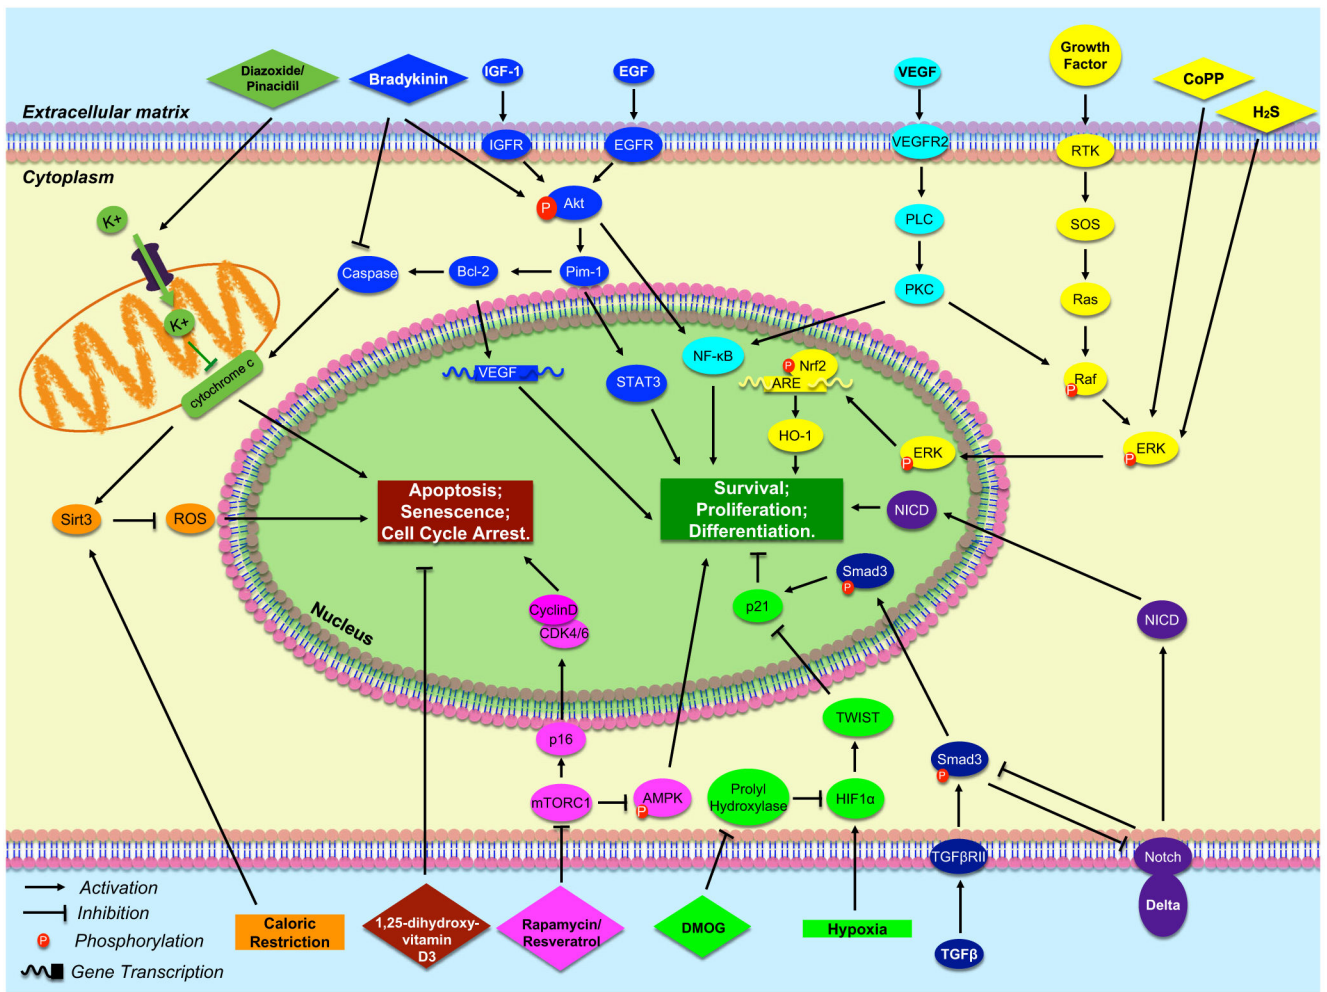 Diazoxide/
Pinacidil
Bradykinin
IGF-1
EGF
VEGF
Growth
Factor
CoPP
H₂S
Extracellular matrix
IGFR
EGFR
VEGFR2
RTK
Cytoplasm
K+
P
Akt
PLC
SOS
Caspase
Bcl-2
Pim-1
PKC
Ras
K+
cytochrome c
VEGF
STAT3
NF-κB
P
Nrf2
ARE
Raf
P
HO-1
ERK
P
ERK
P
Sirt3
ROS
Apoptosis;
Senescence;
Cell Cycle Arest.
Survival;
Proliferation;
Differentiation.
NICD
Smad3
P
p21
CyclinD
CDK4/6
Nucleus
NICD
p16
TWIST
mTORC1
AMPK
P
Prolyl
Hydroxylase
HIF1α
Smad3
P
TGFβRII
Notch
Delta
Activation
Inhibition
P
Phosphorylation
Gene Transcription
Caloric
Restriction
1,25-dihydroxy-
vitamin
D3
Rapamycin/
Resveratrol
DMOG
Hypoxia
TGFβ